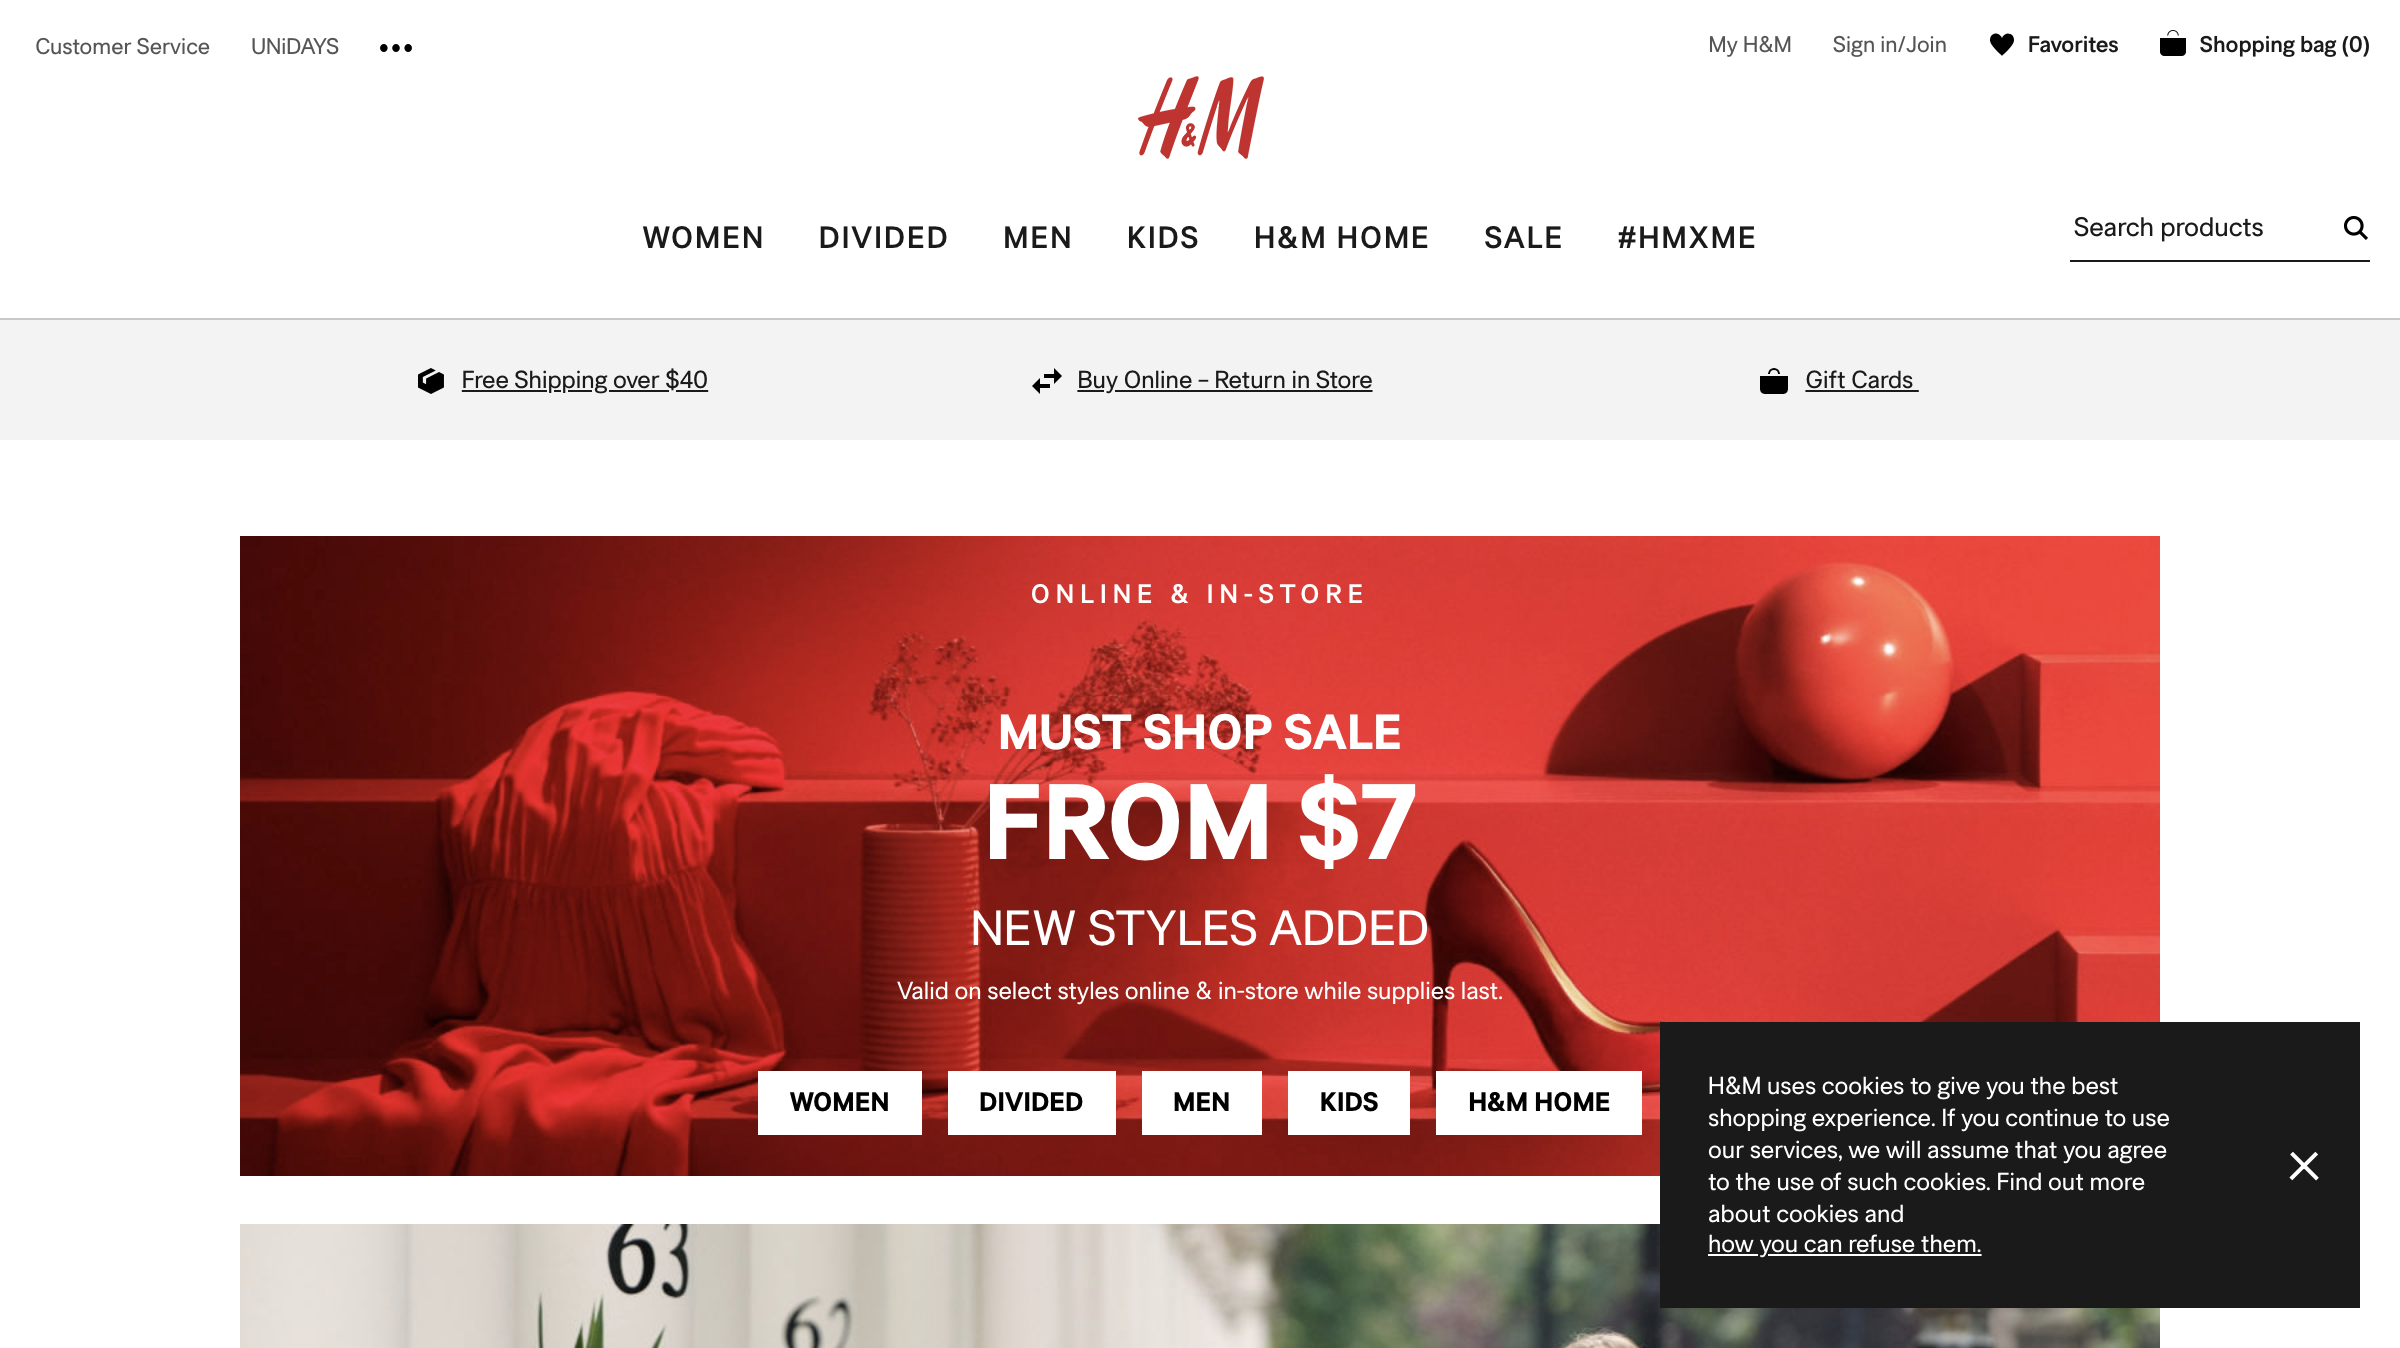 Customer Service UNiDAYS •••
My H&M Sign in/Join Favorites Shopping bag (0)
H&M
WOMEN DIVIDED MEN KIDS H&M HOME SALE #HMXME
Search products
Free Shipping over $40 Buy Online – Return in Store Gift Cards
ONLINE & IN-STORE
MUST SHOP SALE
FROM $7
NEW STYLES ADDED
Valid on select styles online & in-store while supplies last.
WOMEN DIVIDED MEN KIDS H&M HOME
H&M uses cookies to give you the best
shopping experience. If you continue to use
our services, we will assume that you agree
to the use of such cookies. Find out more
about cookies and
how you can refuse them.
63
62